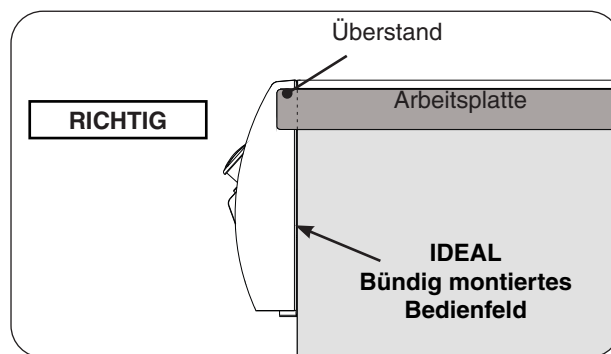 Überstand
Arbeitsplatte
RICHTIG
IDEAL
Bündig montiertes
Bedienfeld